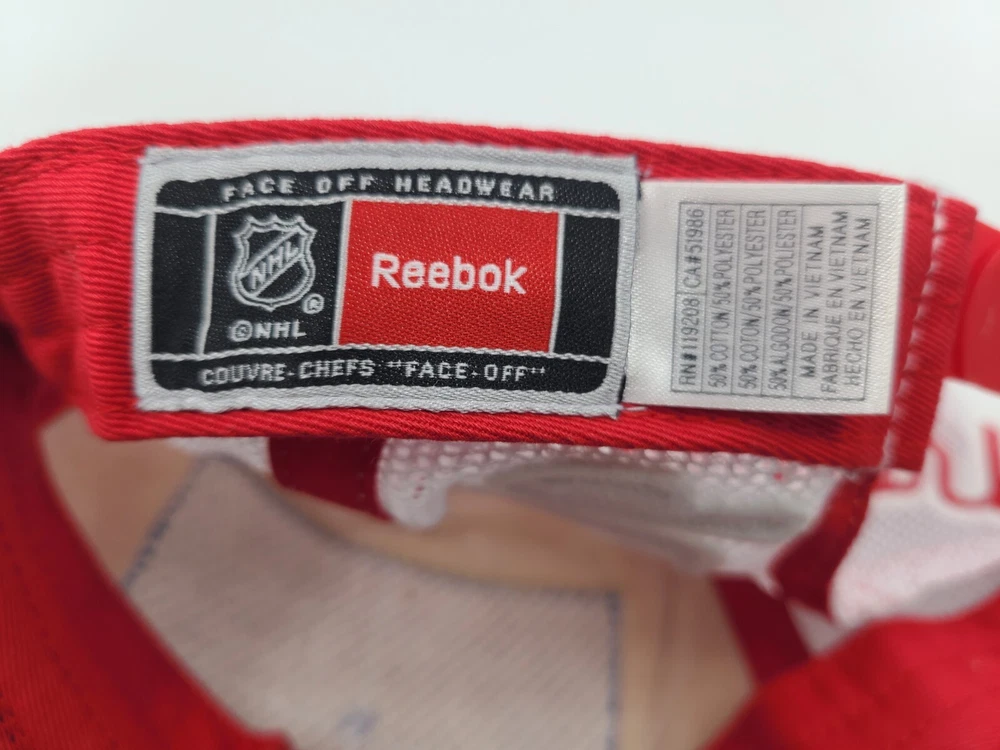 FACE OFF HEADWEAR
NHL
®
©NHL
Reebok
COUVRE-CHEFS "FACE-OFF"
RN#119208 CA#51986
50% COTTON/50%POLYESTER
50% COTON/50%POLYESTER
50%ALGODON/50%POLIESTER
MADE IN VIETNAM
FABRIQUE EN VIETNAM
HECHO EN VIETNAM